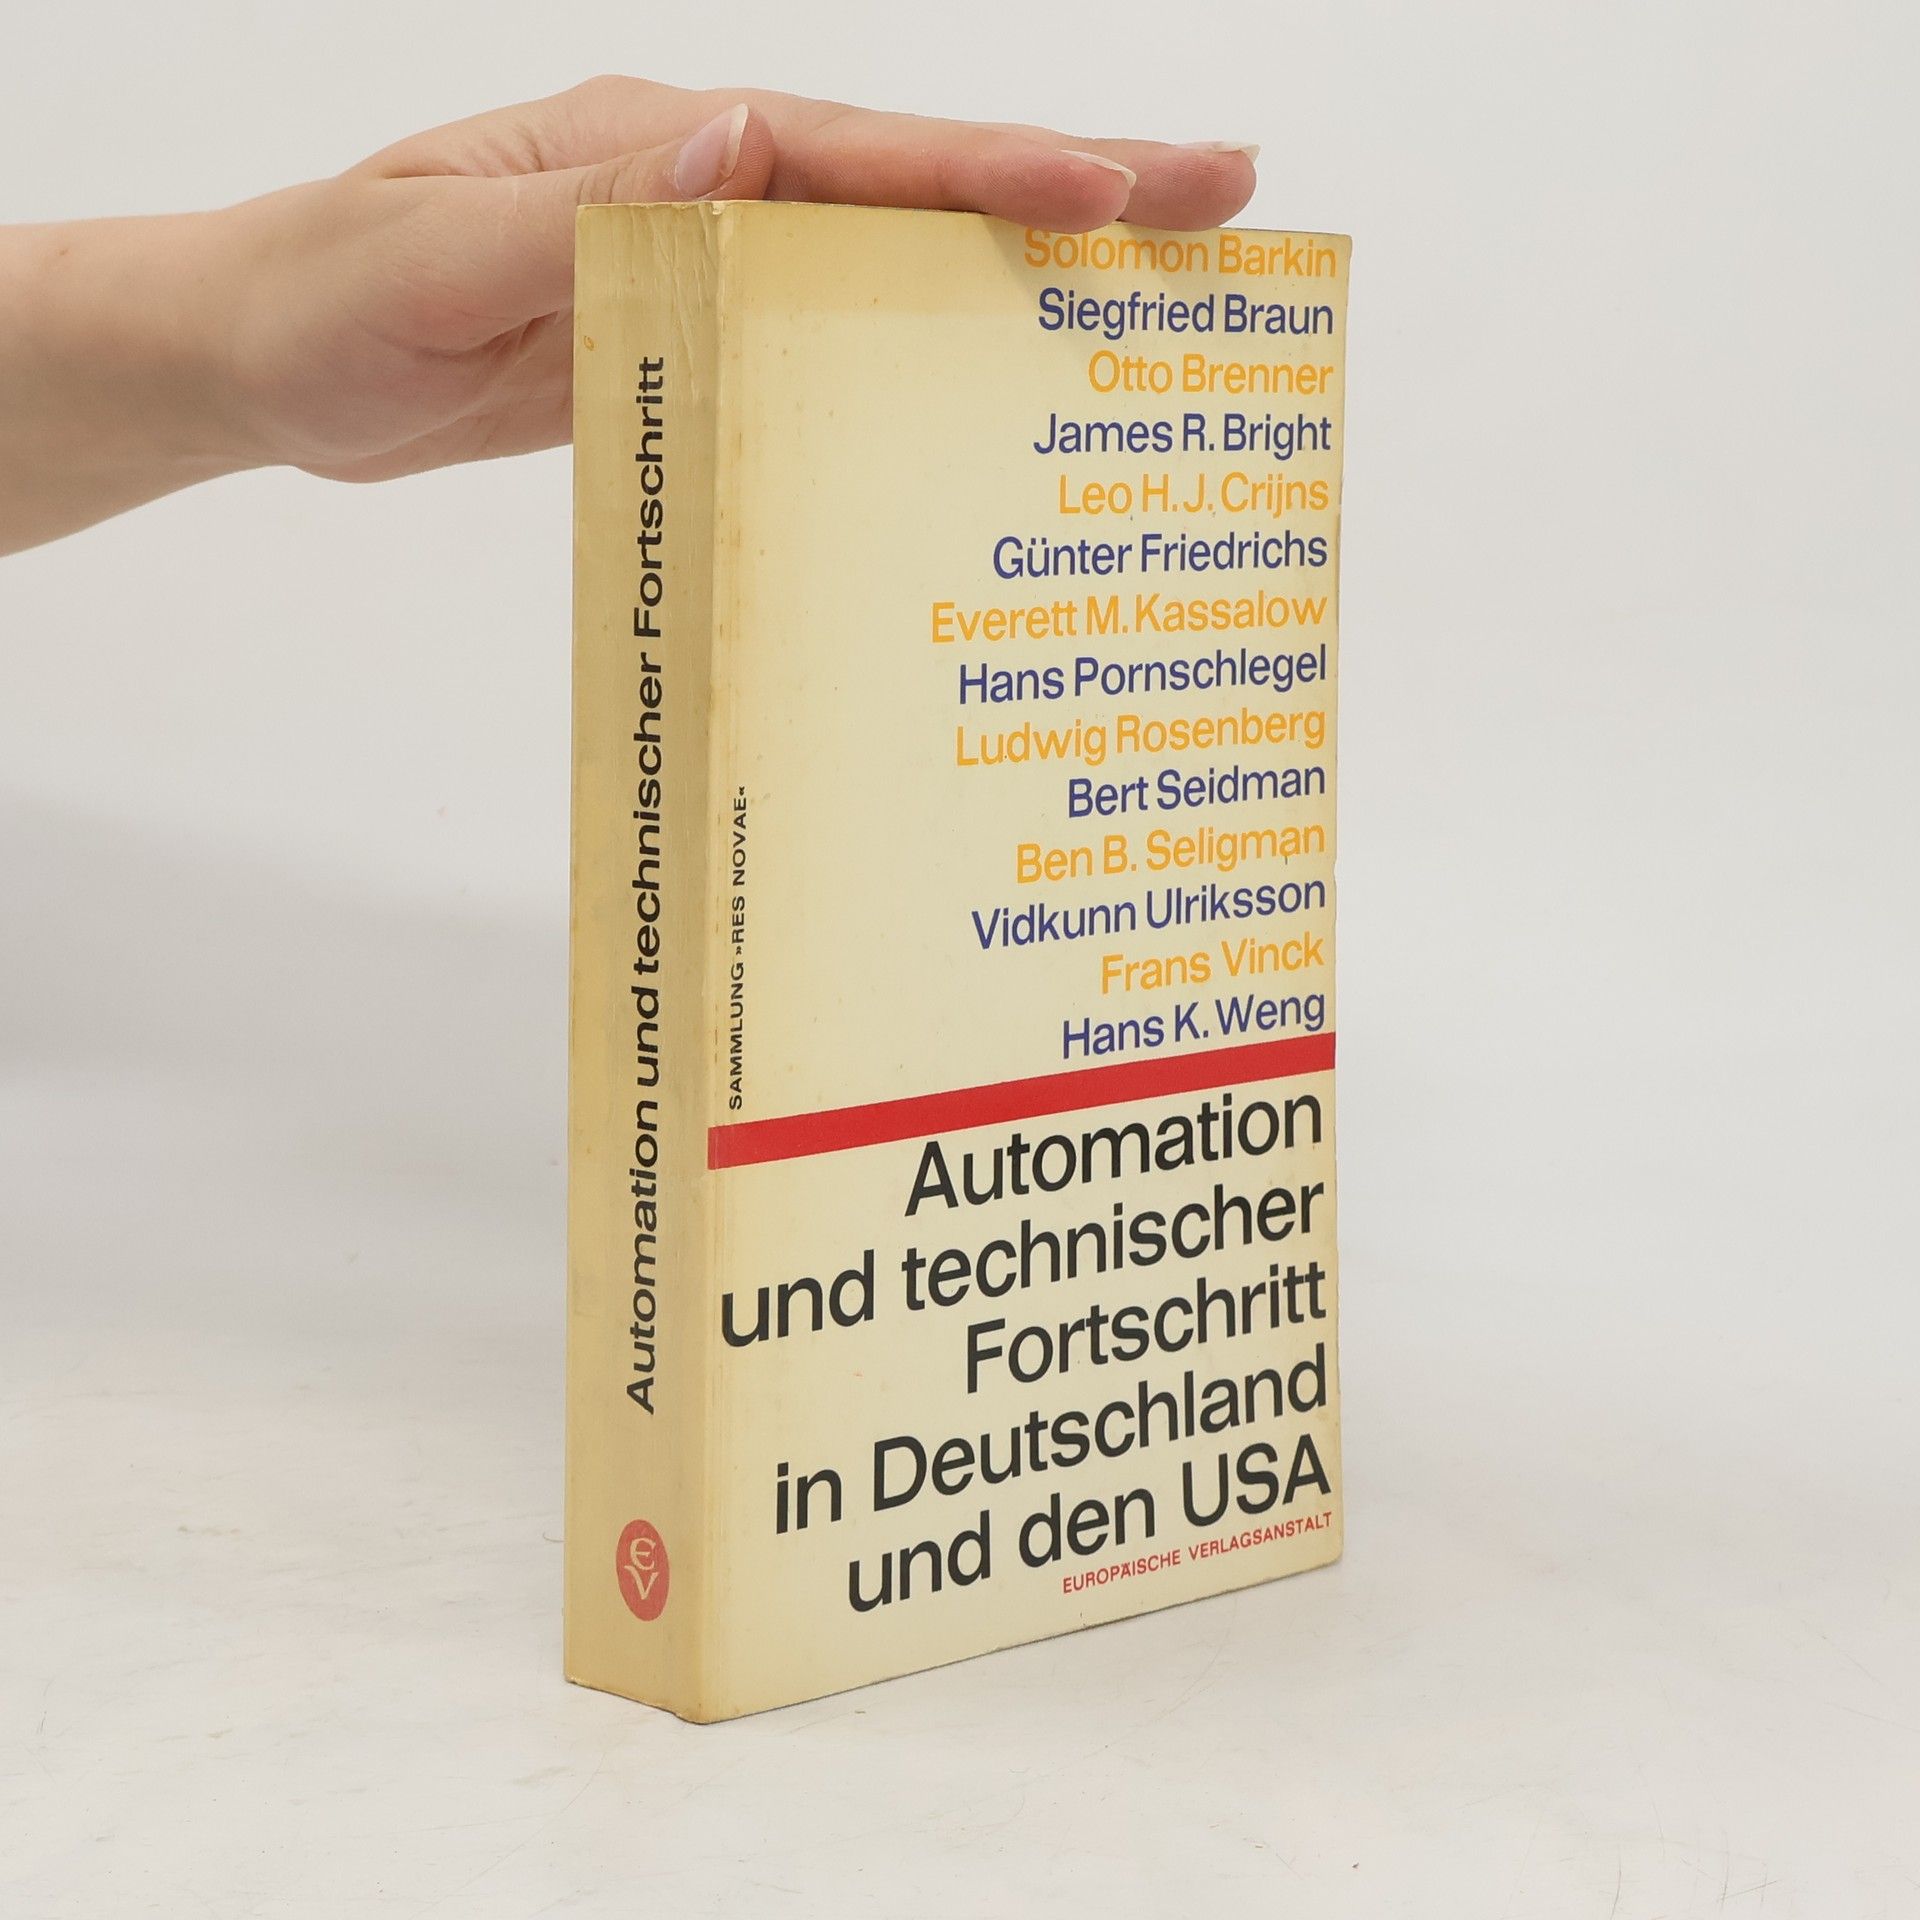 Automation und technischer Fortschritt
EV
SAMMLUNG »RES NOVAE«
Solomon Barkin
Siegfried Braun
Otto Brenner
James R. Bright
Leo H. J. Crijns
Günter Friedrichs
Everett M. Kassalow
Hans Pornschlegel
Ludwig Rosenberg
Bert Seidman
Ben B. Seligman
Vidkunn Ulriksson
Frans Vinck
Hans K. Weng
Automation
und technischer
Fortschritt
in Deutschland
und den USA
EUROPÄISCHE VERLAGSANSTALT